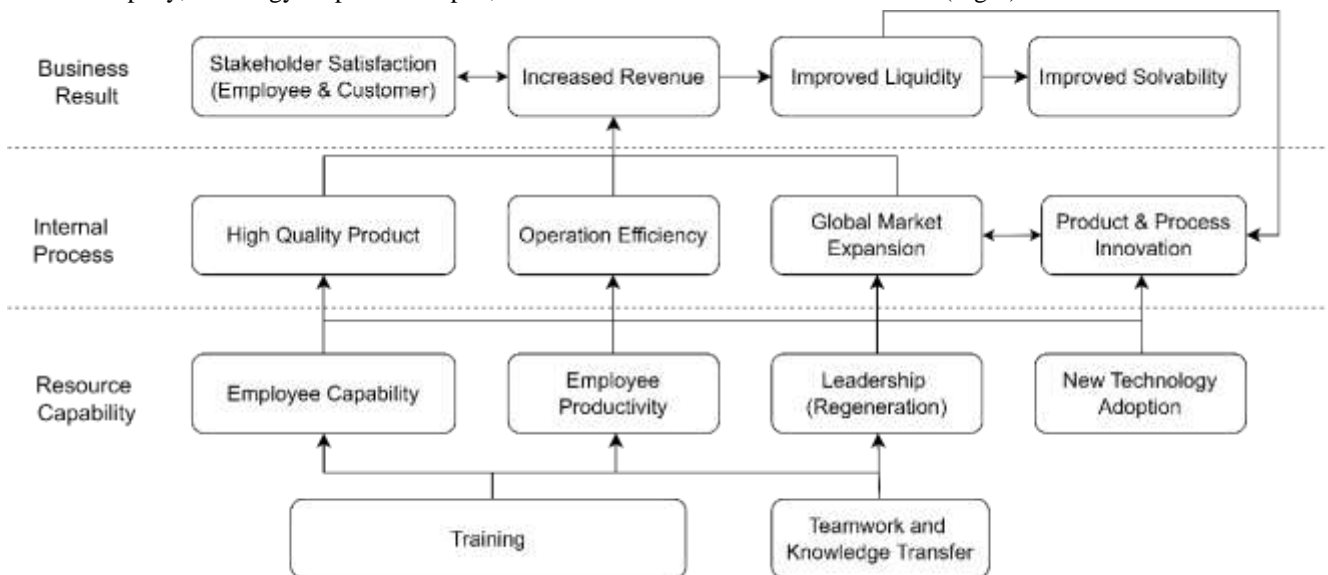 Business
Result
Stakeholder Satisfaction
(Employee & Customer)
Increased Revenue
Improved Liquidity
Improved Solvability
Internal
Process
High Quality Product
Operation Efficiency
Global Market
Expansion
Product & Process
Innovation
Resource
Capability
Employee Capability
Employee
Productivity
Leadership
(Regeneration)
New Technology
Adoption
Training
Teamwork and
Knowledge Transfer